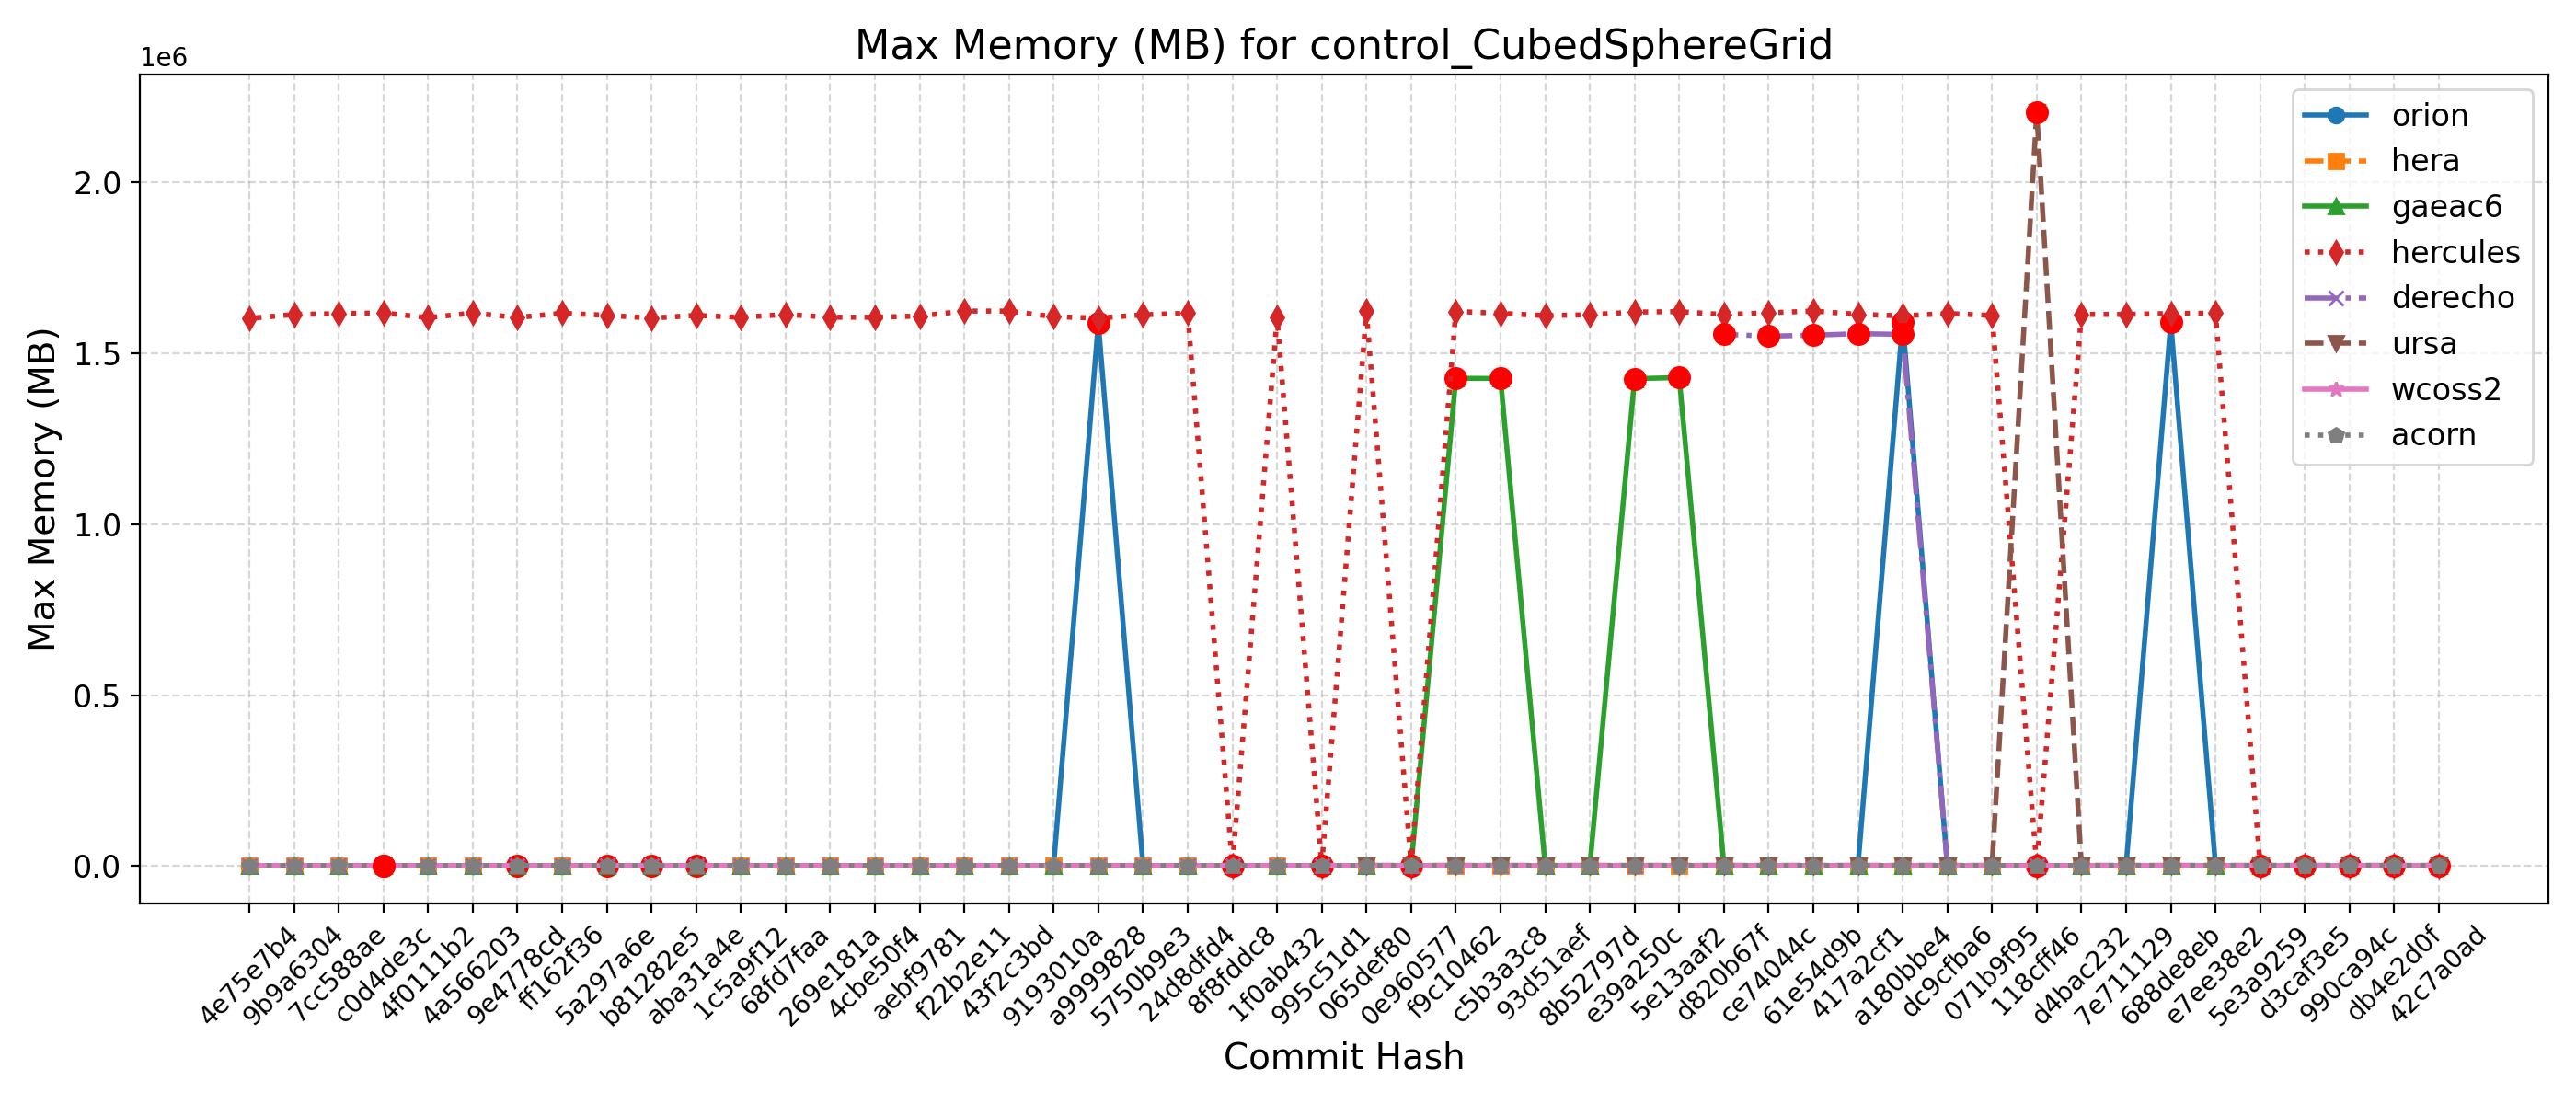 Max Memory (MB) for control_CubedSphereGrid
1e6
Max Memory (MB)
2.0
1.5
1.0
0.5
0.0
orion
hera
gaeac6
hercules
derecho
ursa
wcoss2
acorn
4e75e7b4
9b9a6304
7cc588ae
c0d4de3c
4f0111b2
4a566203
9e4778cd
ff162f36
5a297a6e
b81282e5
aba31a4e
1c5a9f12
68fd7faa
269e181a
4cbe50f4
aebf9781
f22b2e11
43f2c3bd
9193010a
a9999828
5750b9e3
24d8dfd4
8f8fddc8
1f0ab432
995c51d1
065def80
0e960577
f9c10462
c5b3a3c8
93d51aef
8b52797d
e39a250c
5e13aaf2
d820b67f
ce74044c
61e54d9b
417a2cf1
a180bbe4
dc9cfba6
071b9f95
118cff46
d4bac232
7e711129
688de8eb
e7ee38e2
5e3a9259
d3caf3e5
990ca94c
db4e2d0f
42c7a0ad
Commit Hash